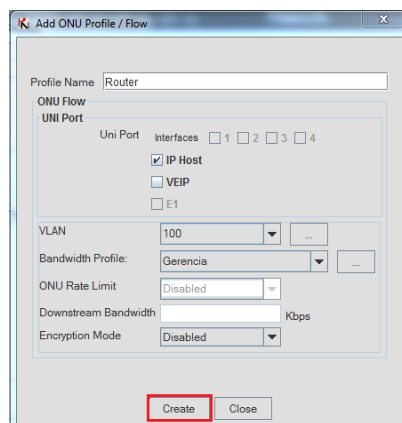 Add ONU Profile / Flow
X
Profile Name Router
ONU Flow
UNI Port
Uni Port Interfaces 1 2 3 4
IP Host
VEIP
E1
VLAN 100 ...
Bandwidth Profile: Gerencia ...
ONU Rate Limit Disabled
Downstream Bandwidth Kbps
Encryption Mode Disabled
Create Close